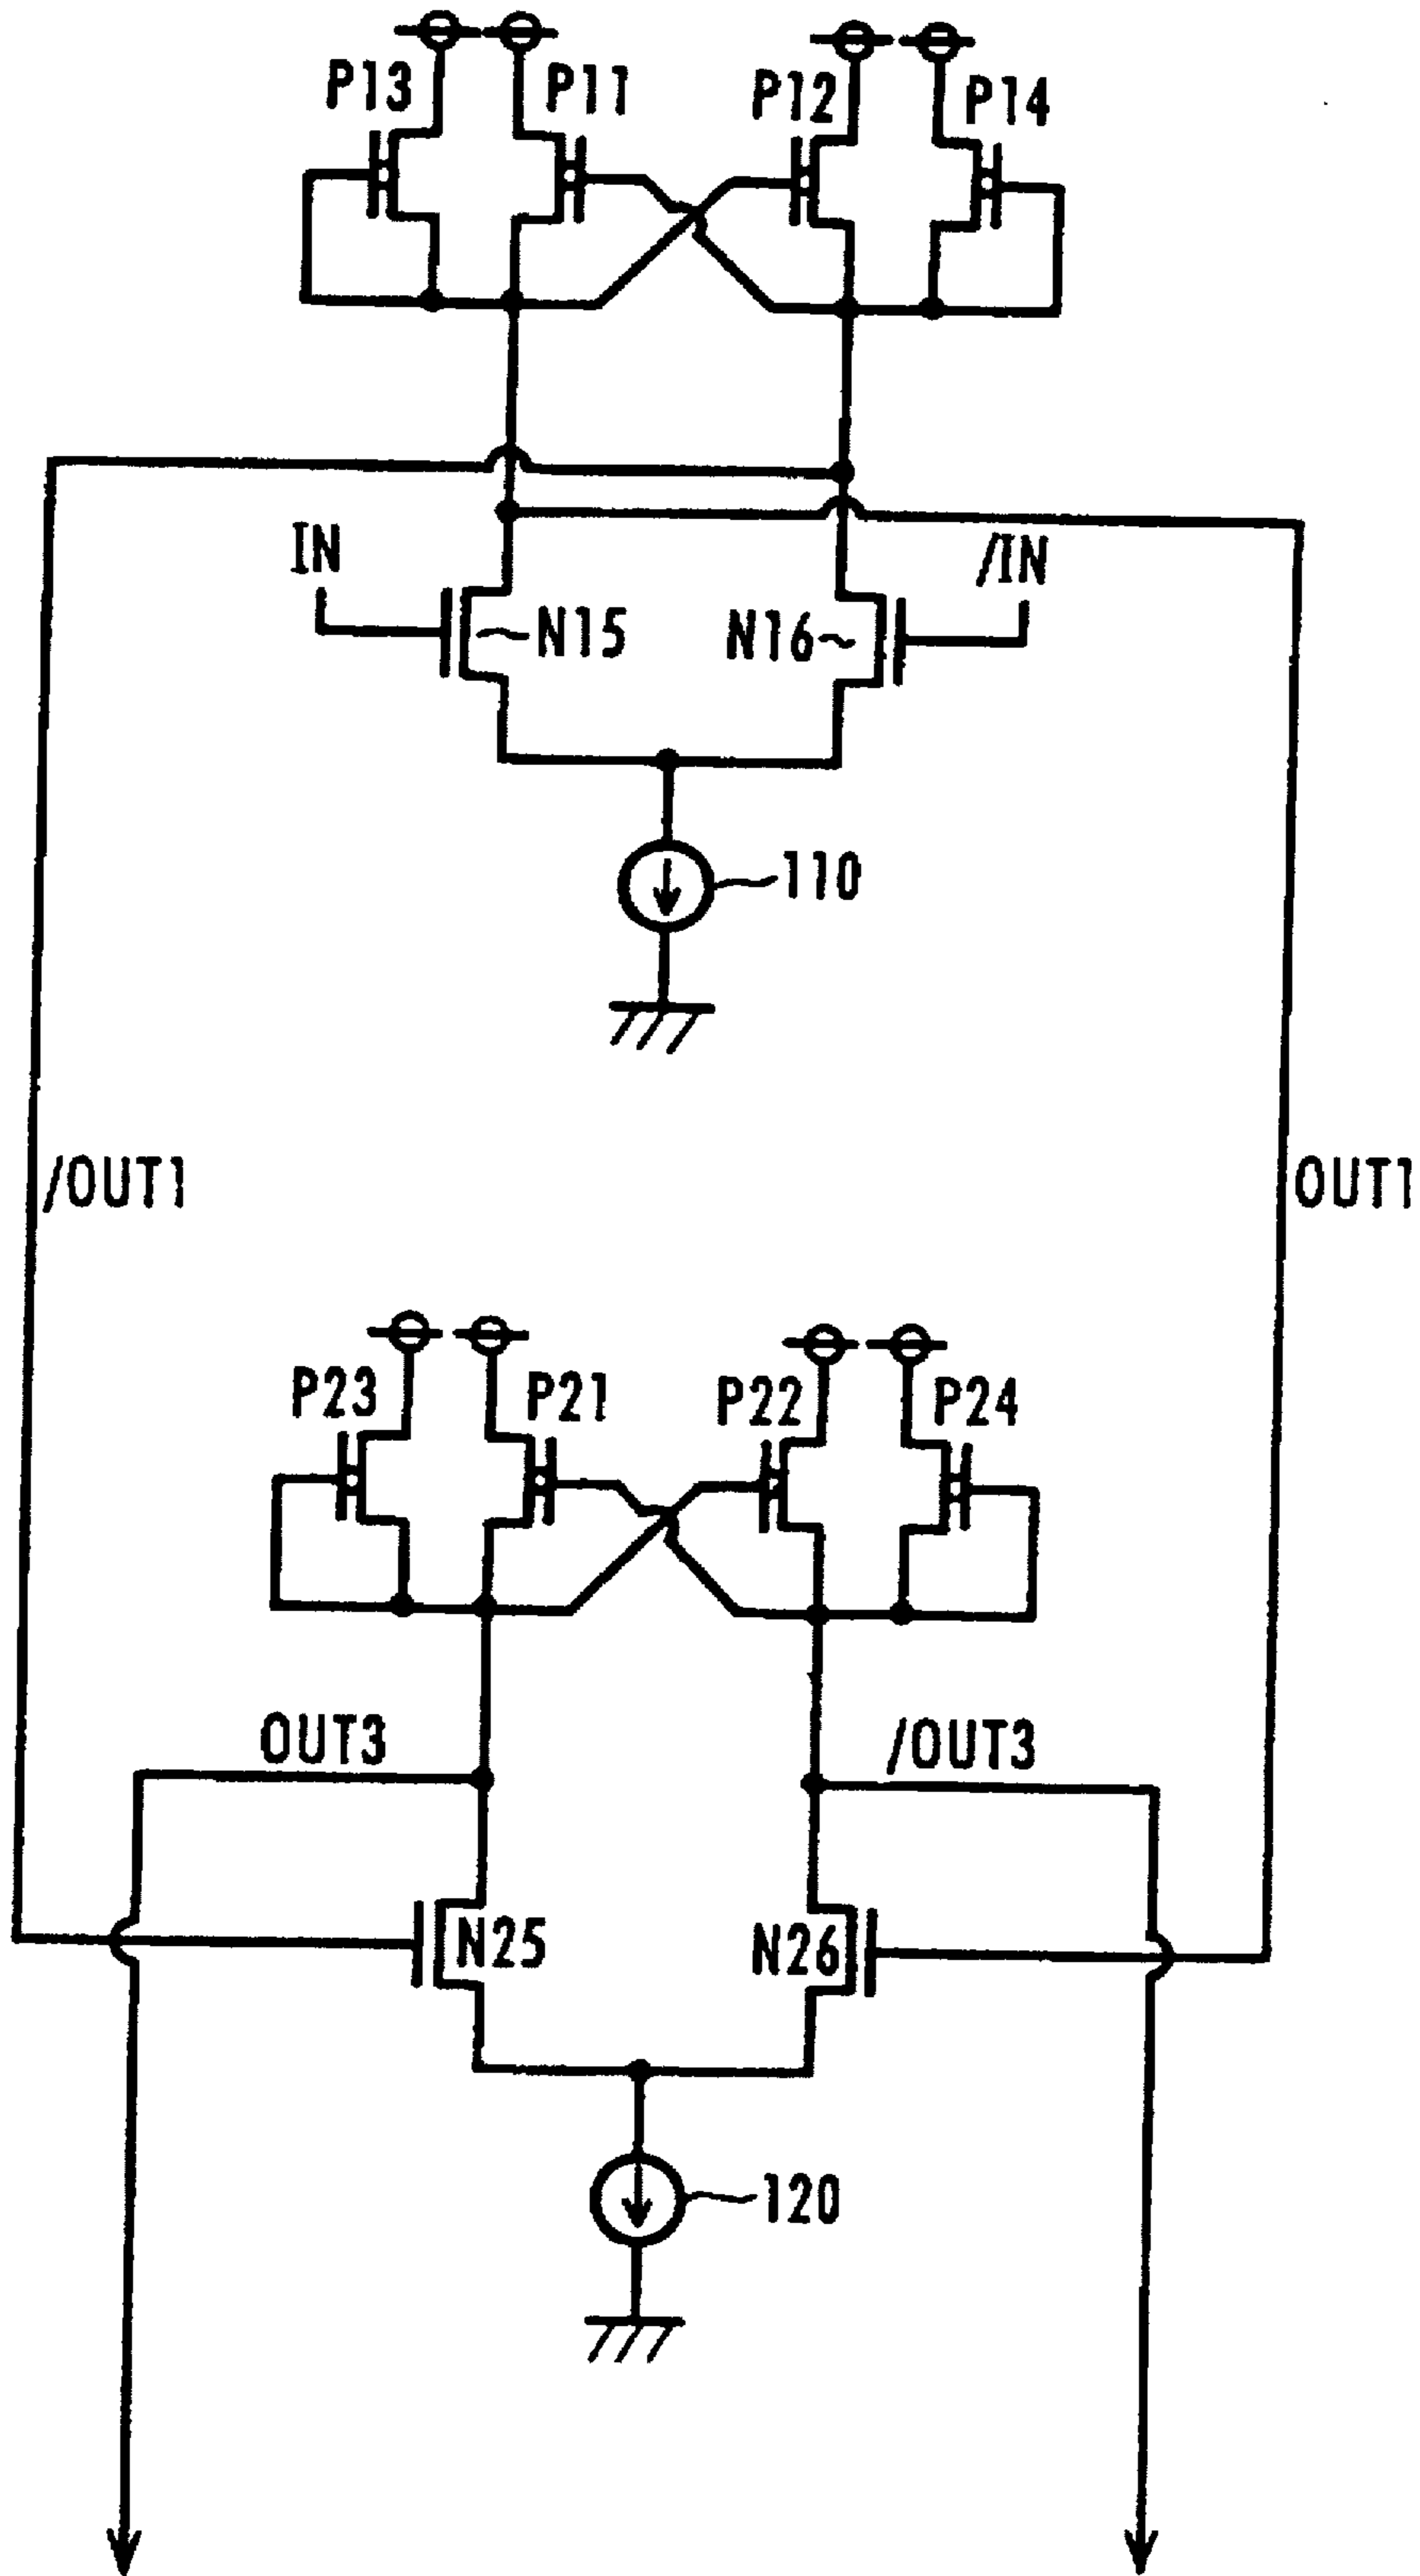 P13
P11
P12
P14
IN
/IN
N15
N16
110
/OUT1
OUT1
P23
P21
P22
P24
OUT3
/OUT3
N25
N26
120